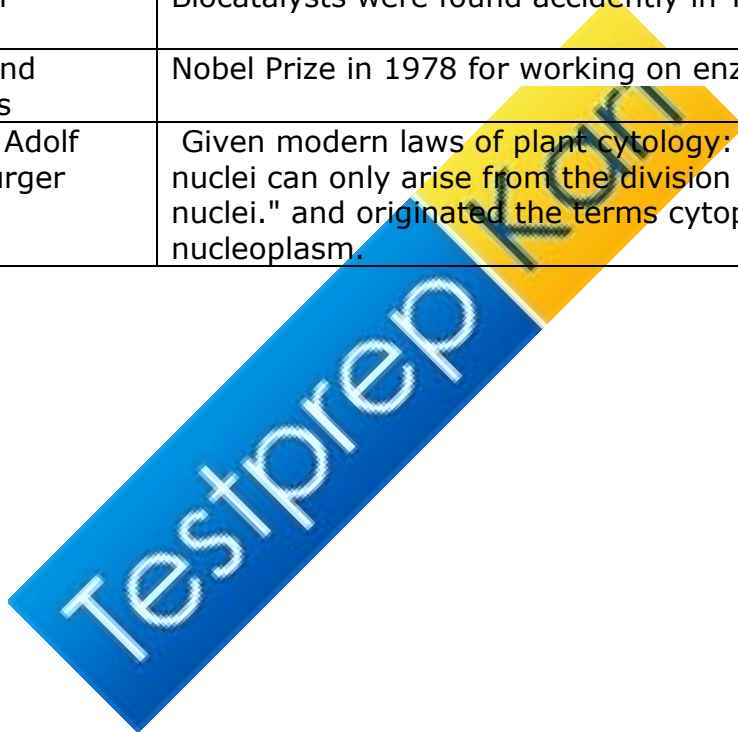 Biocatalysts were found accidently in
nd
s
Nobel Prize in 1978 for working on enz
Adolf
urger
Given modern laws of plant cytology:
nuclei can only arise from the division
nuclei." and originated the terms cytop
nucleoplasm.
Testprep Kan